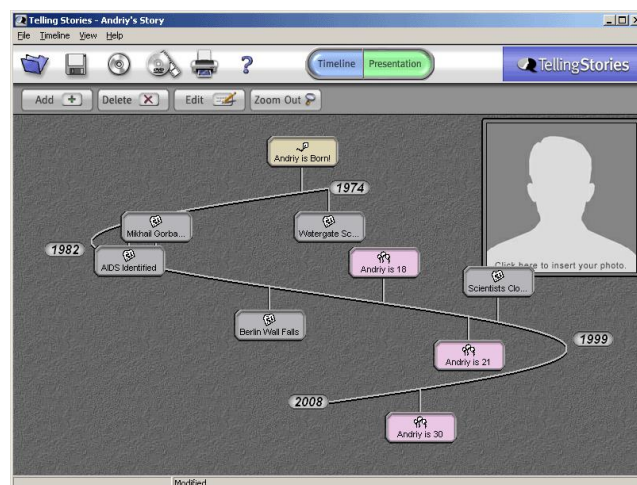 Telling Stories - Andriy's Story
File Timeline View Help
Timeline Presentation
TellingStories
Add Delete Edit Zoom Out
Andriy is Born!
1974
Mikhail Gorba...
Watergate Sc...
1982
AIDS Identified
Andriy is 18
Click here to insert your photo.
Scientists Clo...
Berlin Wall Falls
1999
Andriy is 21
2008
Andriy is 30
Modified